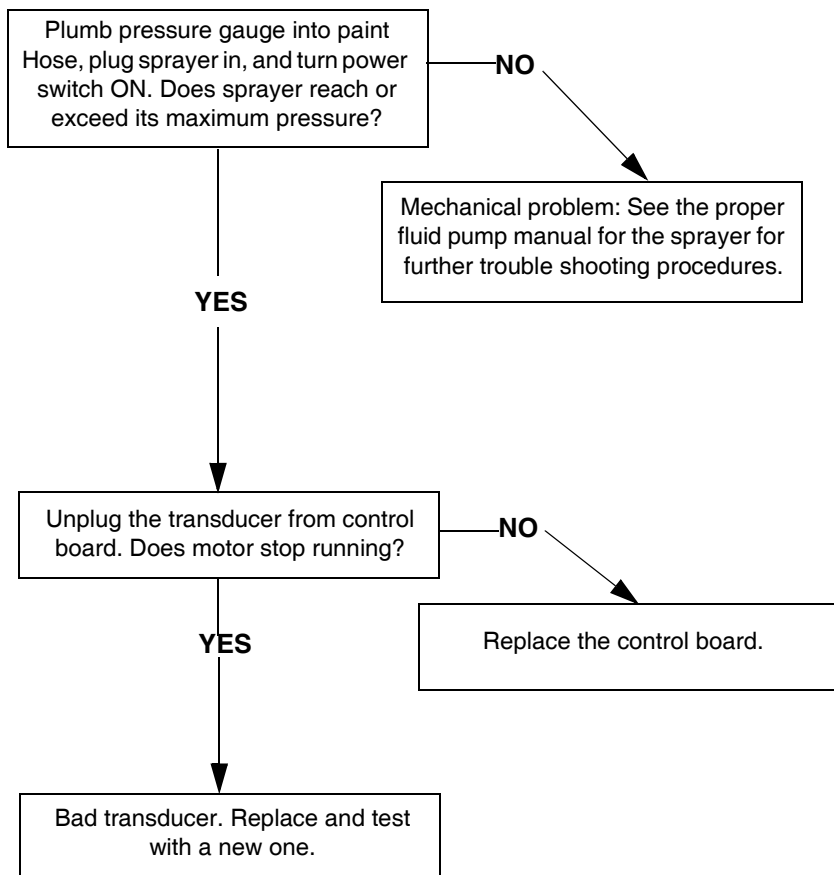 Plumb pressure gauge into paint
Hose, plug sprayer in, and turn power
switch ON. Does sprayer reach or
exceed its maximum pressure?
NO
Mechanical problem: See the proper
fluid pump manual for the sprayer for
further trouble shooting procedures.
YES
Unplug the transducer from control
board. Does motor stop running?
NO
YES
Replace the control board.
Bad transducer. Replace and test
with a new one.